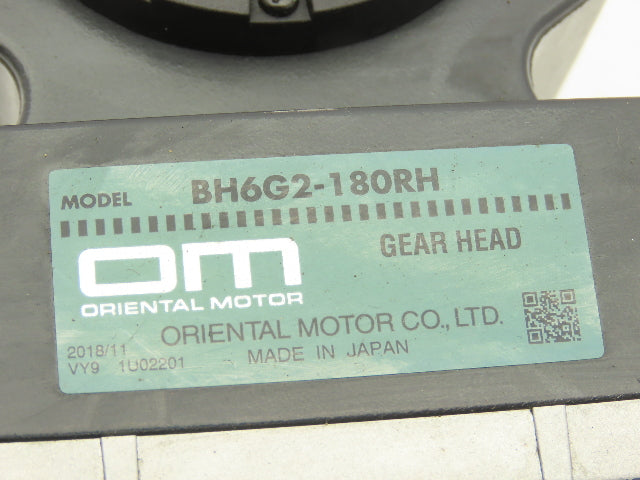 MODEL BH6G2-180RH
GEAR HEAD
OM
ORIENTAL MOTOR
ORIENTAL MOTOR CO., LTD.
2018/11
MADE IN JAPAN
VY9 1U02201